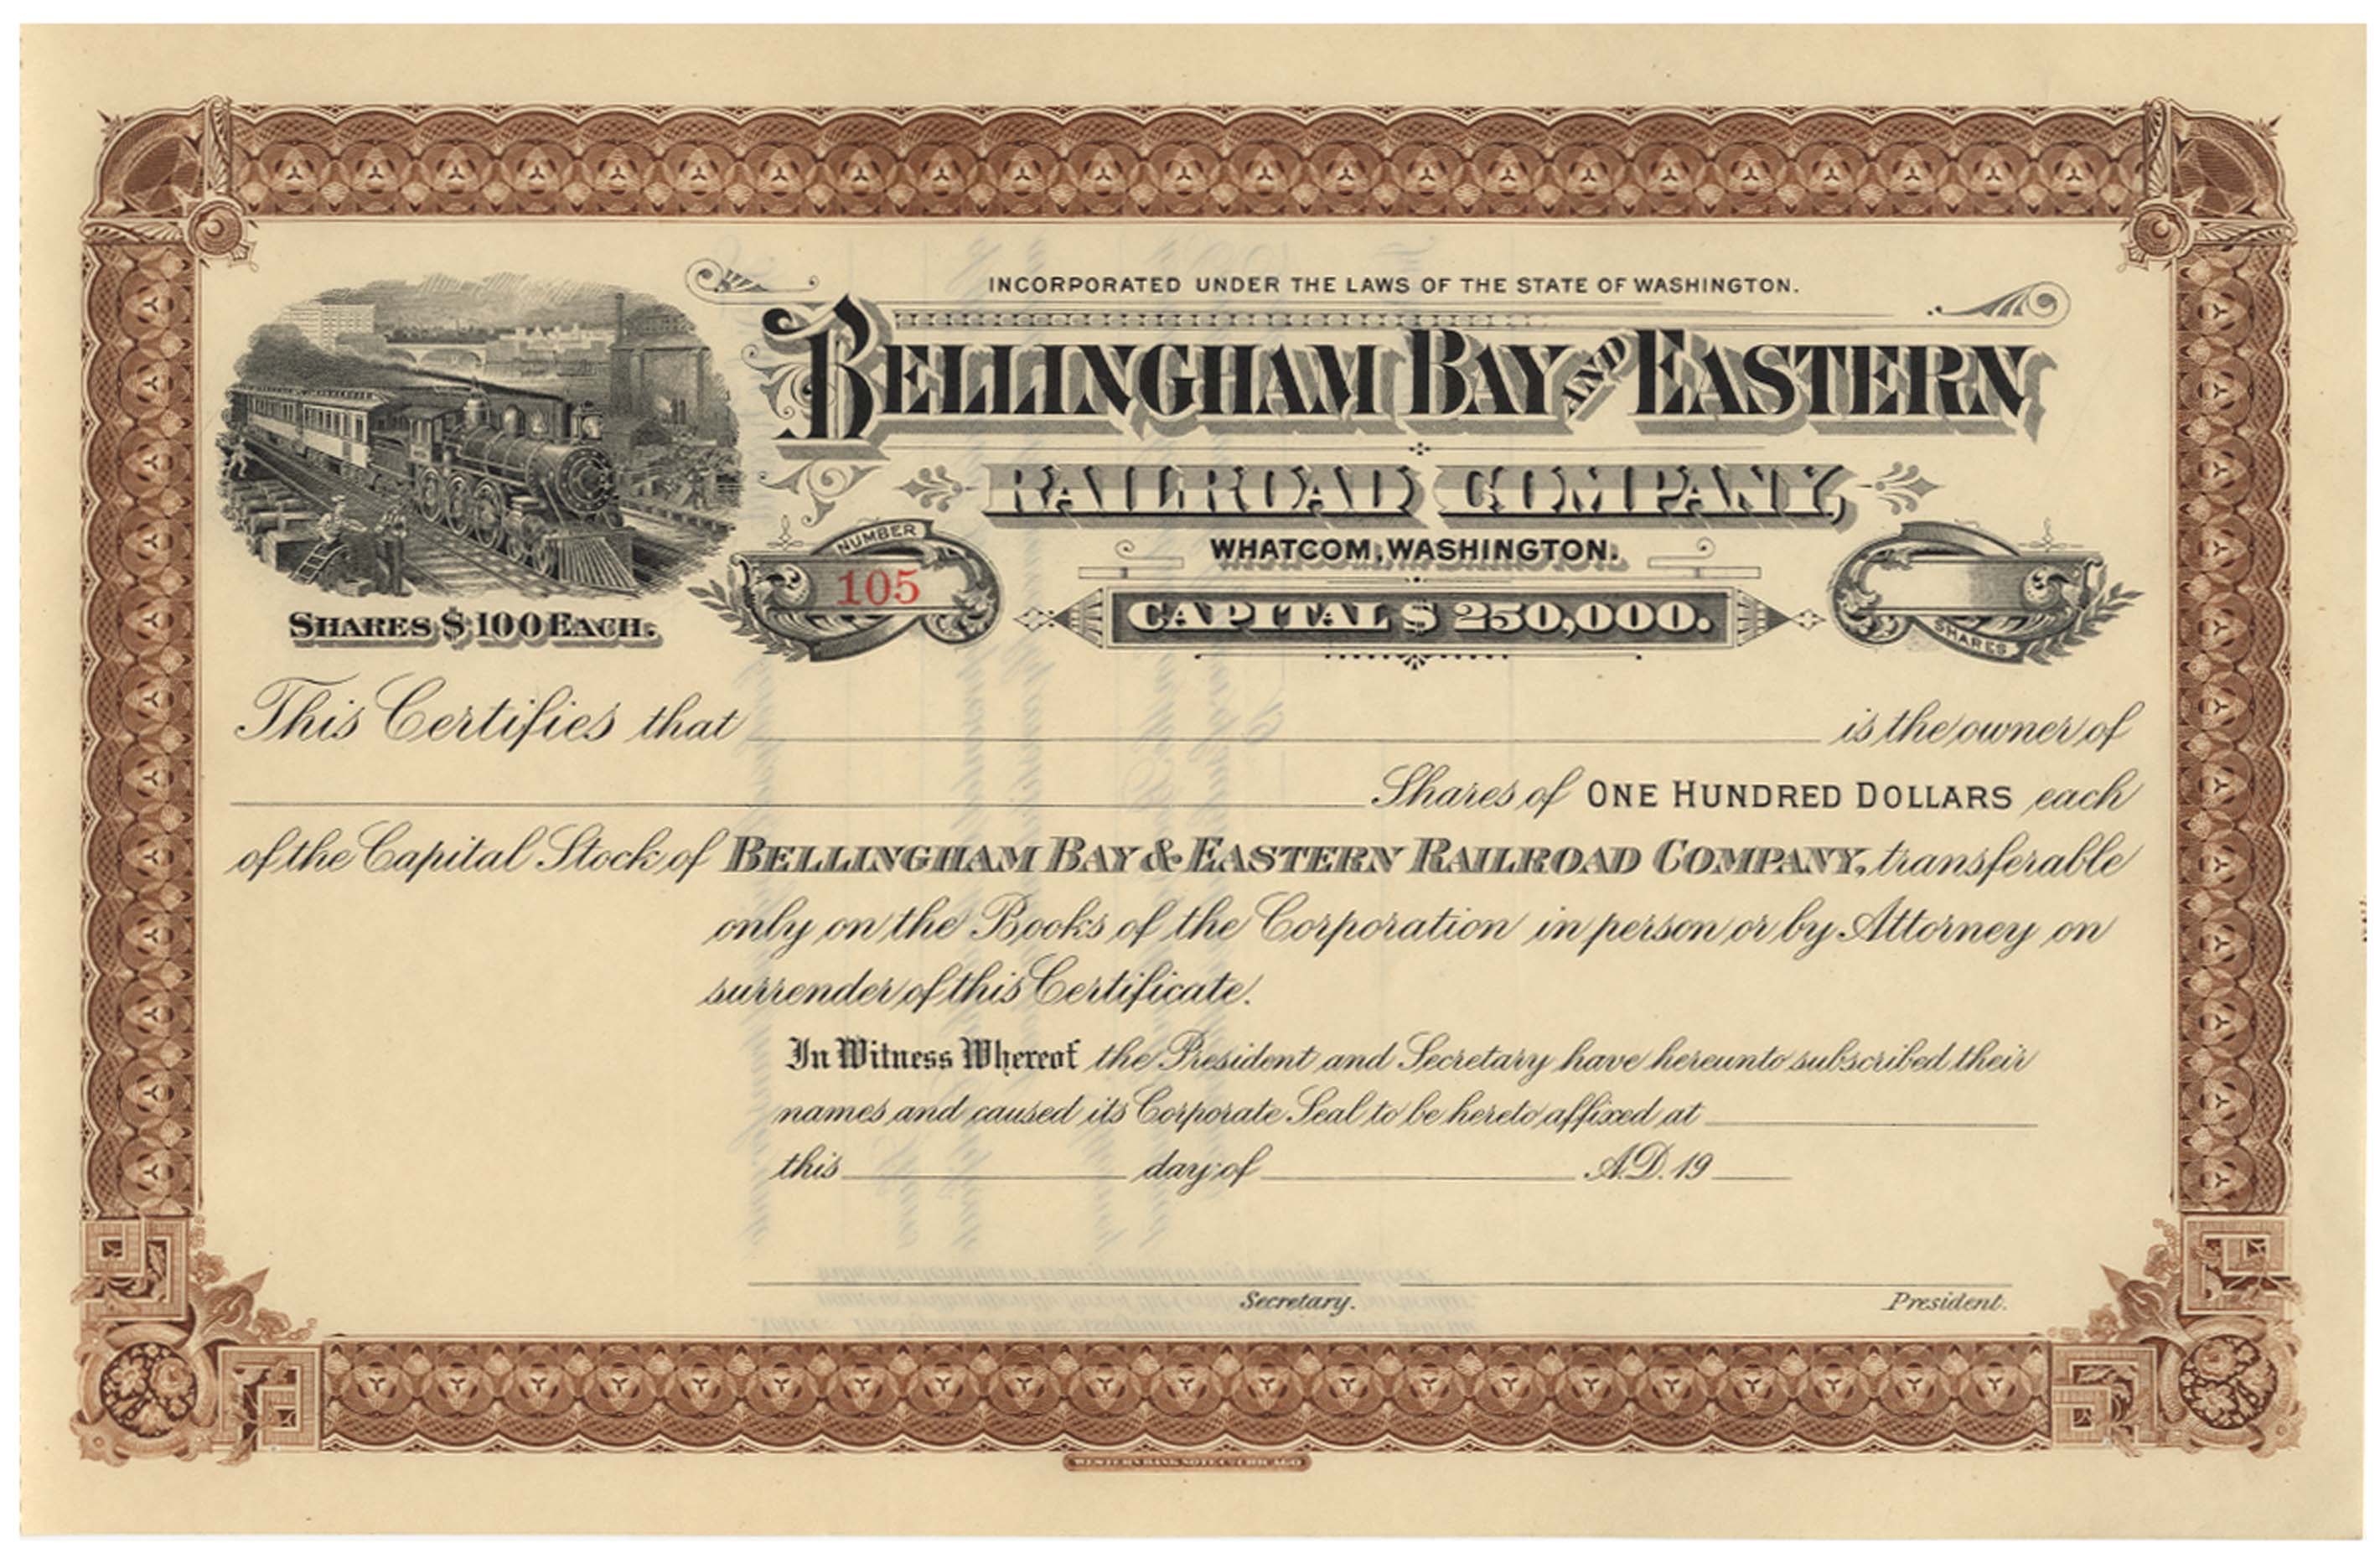 INCORPORATED UNDER THE LAWS OF THE STATE OF WASHINGTON.
BELLINGHAM BAY AND EASTERN
RAILROAD COMPANY,
WHATCOM, WASHINGTON.
NUMBER
105
CAPITAL $ 250,000.
SHARES
SHARES $100 EACH.
This Certifies that is the owner of
Shares of ONE HUNDRED DOLLARS each
of the Capital Stock of BELLINGHAM BAY & EASTERN RAILROAD COMPANY, transferable
only on the Books of the Corporation in person or by Attorney on
surrender of this Certificate.
In Witness Whereof the President and Secretary have hereunto subscribed their
names and caused its Corporate Seal to be hereto affixed at
this day of A.D. 19
Secretary. President.
WESTERN BANK NOTE CO. CHICAGO